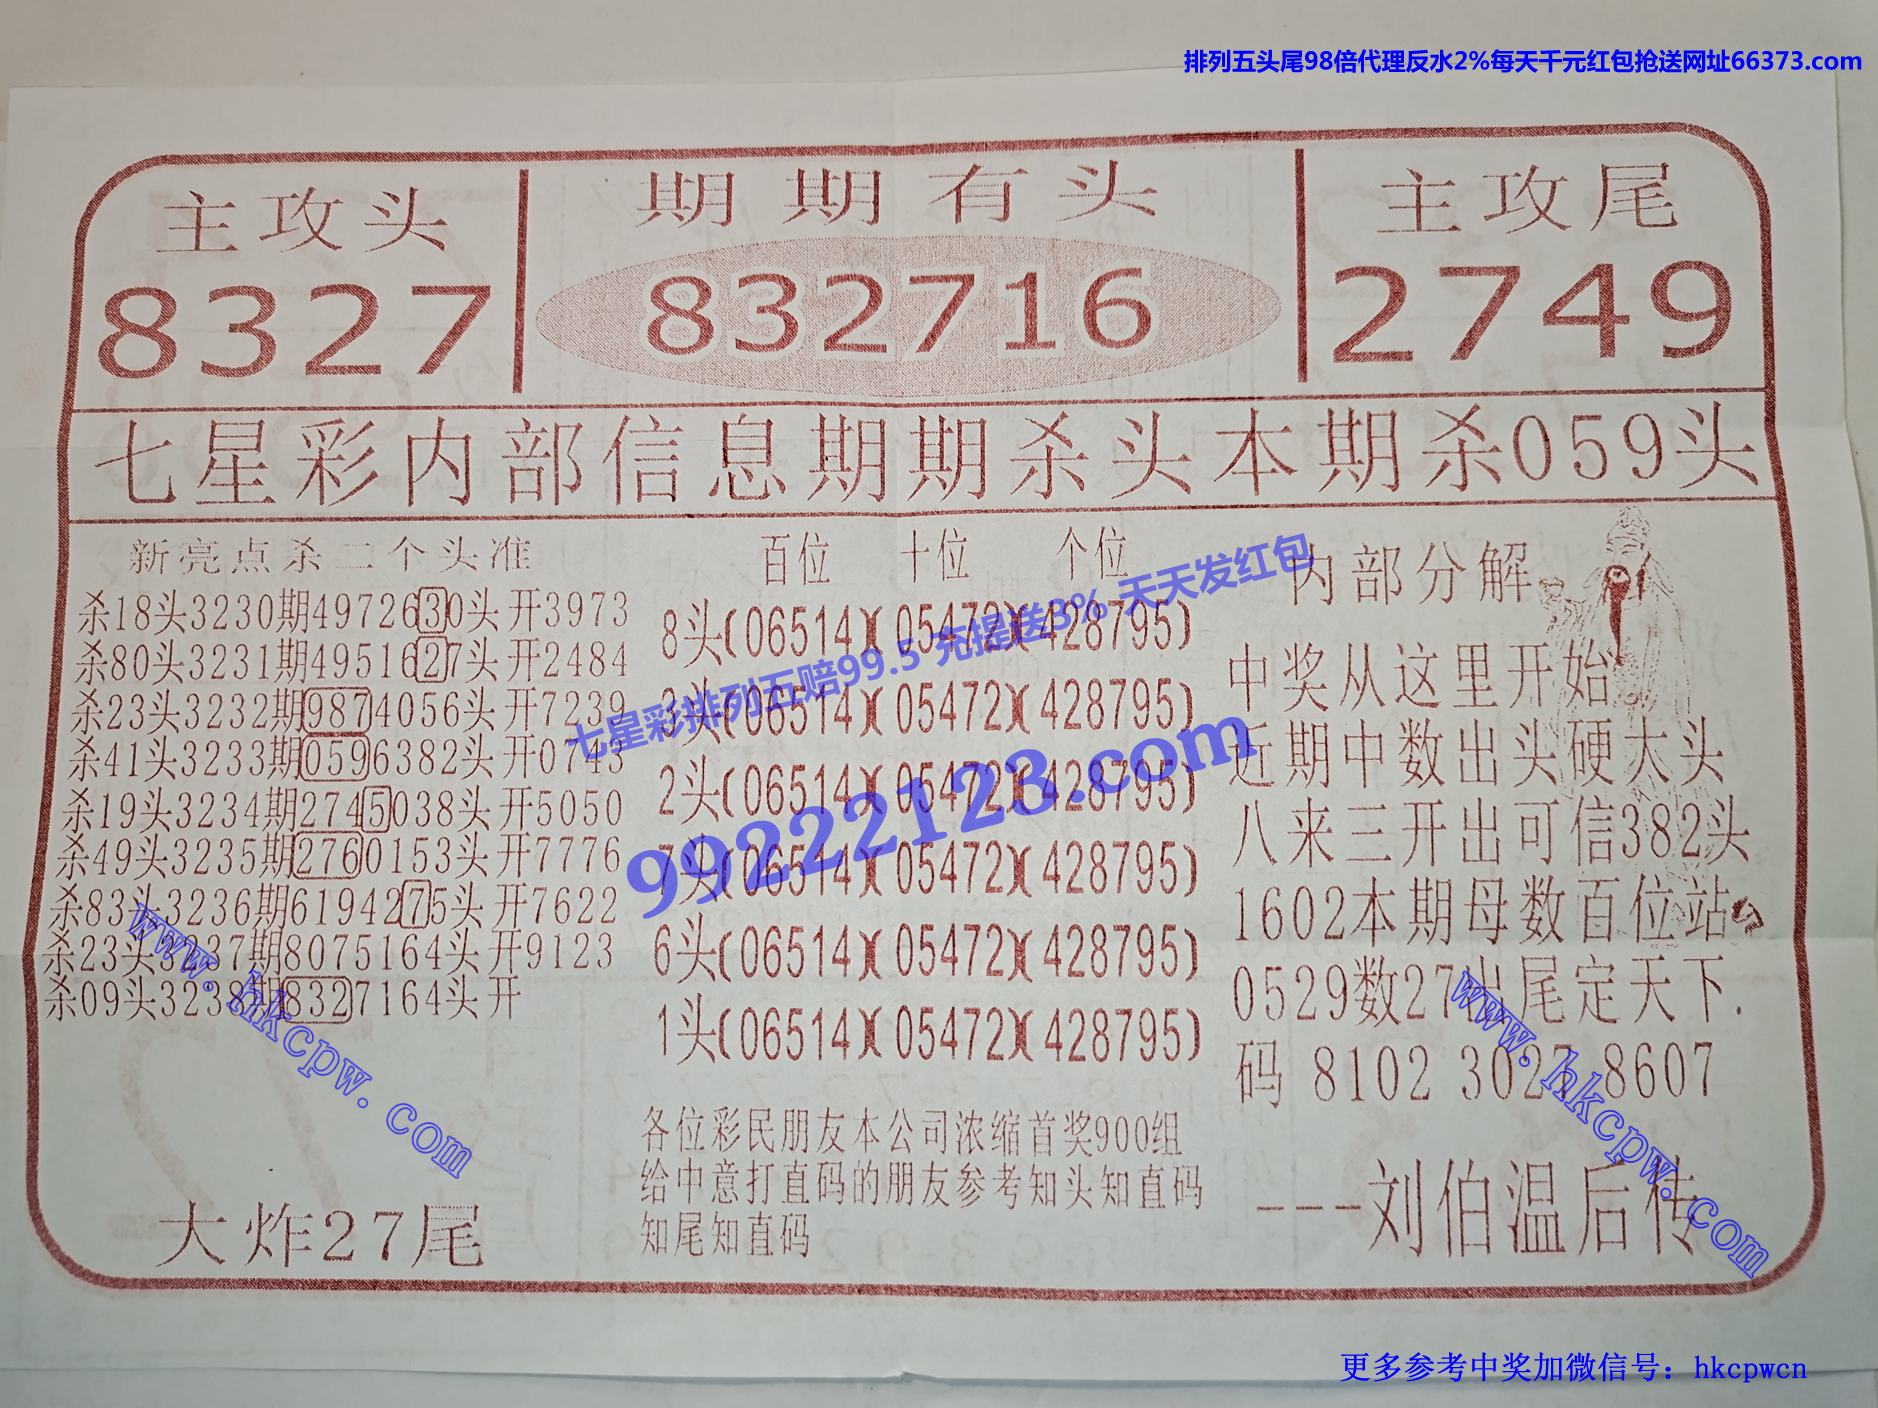 排列五头尾98倍代理反水2%每天千元红包抢送网址66373.com
主攻头
8327
期期有头
832716
主攻尾
2749
七星彩内部信息期期杀头本期杀059头
新亮点杀二个头准
杀18头3230期4972630头开3973
杀80头3231期4951627头开2484
杀23头3232期9874056头开7239
杀41头3233期0596382头开0743
杀19头3234期2745038头开5050
杀49头3235期2760153头开7776
杀83头3236期6194275头开7622
杀23头3237期8075164头开9123
杀09头3238期8327164头开
大炸27尾
百位 十位 个位
8头(06514)(05472)(428795)
3头(06514)(05472)(428795)
2头(06514)(05472)(428795)
7头(06514)(05472)(428795)
6头(06514)(05472)(428795)
1头(06514)(05472)(428795)
各位彩民朋友本公司浓缩首奖900组
给中意打直码的朋友参考知头知直码
知尾知直码
内部分解
中奖从这里开始
近期中数出头硬太头
八来三开出可信382头
1602本期母数百位站
0529数27出尾定天下.
码 8102 3027 8607
---刘伯温后传
七星彩排列五赔99.5 充提送3% 天天发红包
99222123.com
www.hkcpw.com
www.hkcpw.com
更多参考中奖加微信号：hkcpwcn